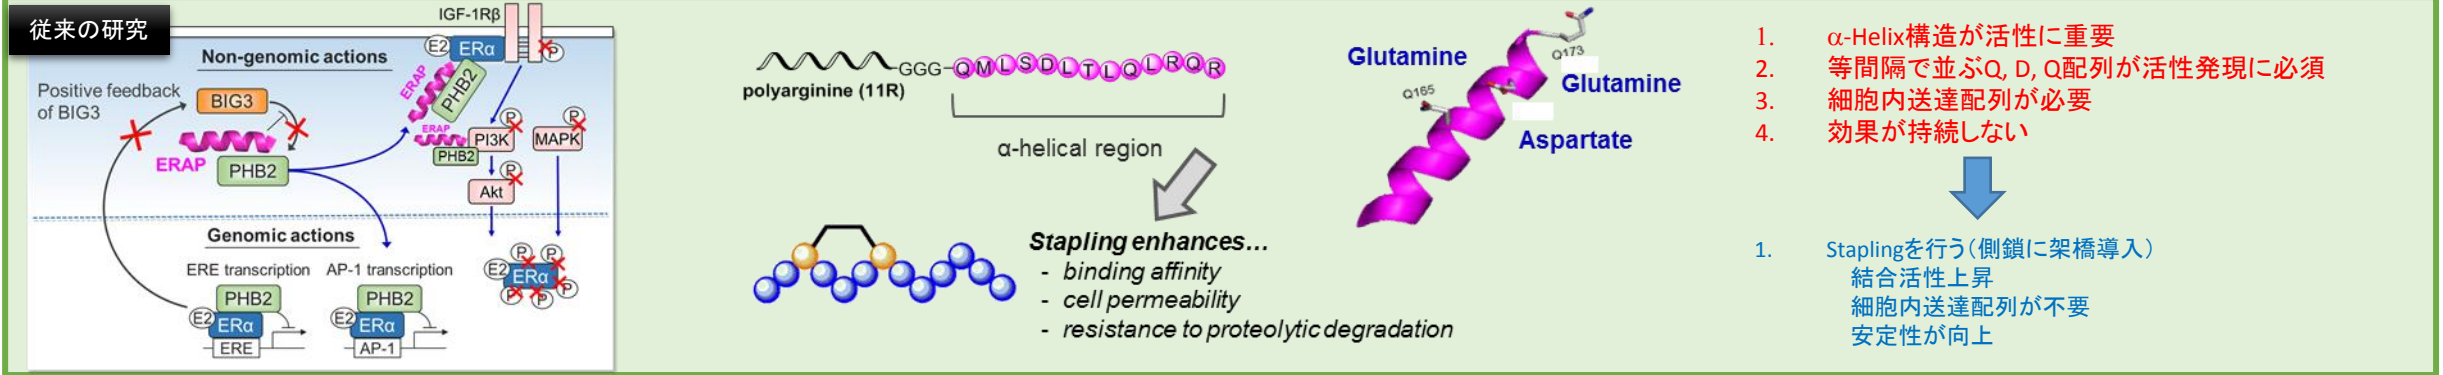 従来の研究
IGF-1Rβ
E2
ERα
P
Non-genomic actions
ERAP
PHB2
Positive feedback
of BIG3
BIG3
ERAP
PHB2
ERAP
PHB2
PI3K
P
MAPK
P
Akt
P
Genomic actions
ERE transcription
AP-1 transcription
PHB2
E2
ERα
ERE
PHB2
E2
ERα
AP-1
P
P
E2
ERα
P
P
P
polyarginine (11R)
GGG-QMLSDLTLQLRQR
α-helical region
Stapling enhances...
- binding affinity
- cell permeability
- resistance to proteolytic degradation
Glutamine
Q165
Q173
Glutamine
Aspartate
1. α-Helix構造が活性に重要
2. 等間隔で並ぶQ, D, Q配列が活性発現に必須
3. 細胞内送達配列が必要
4. 効果が持続しない
1. Staplingを行う（側鎖に架橋導入）
結合活性上昇
細胞内送達配列が不要
安定性が向上